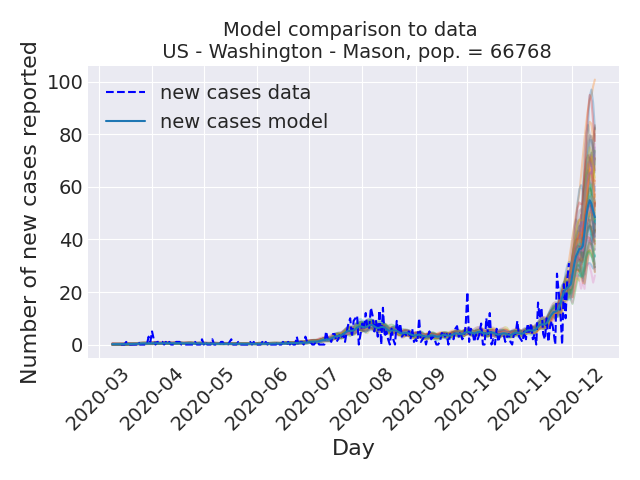 Model comparison to data
US - Washington - Mason, pop. = 66768
Number of new cases reported
100
80
60
40
20
0
new cases data
new cases model
2020-03
2020-04
2020-05
2020-06
2020-07
2020-08
2020-09
2020-10
2020-11
2020-12
Day